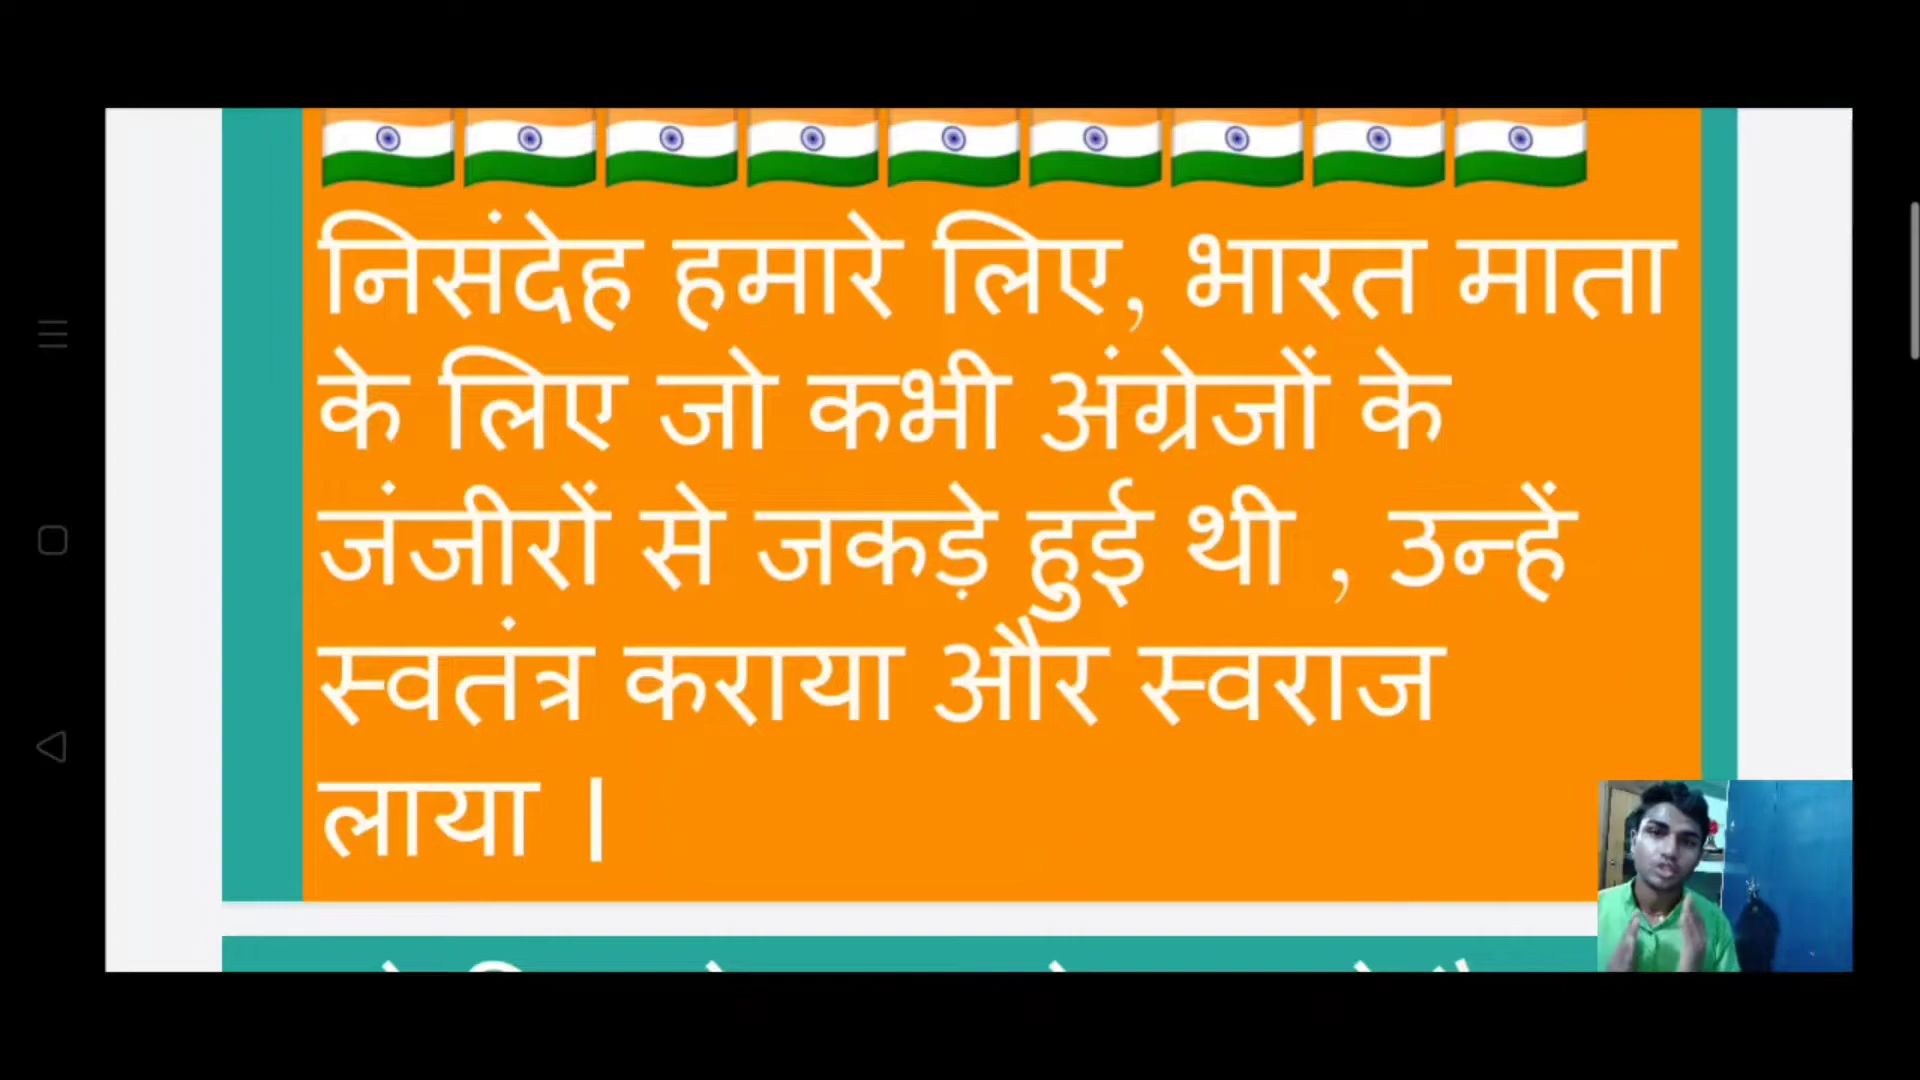 निसंदेह हमारे लिए, भारत माता
के लिए जो कभी अंग्रेजों के
जंजीरों से जकड़े हुई थी , उन्हें
स्वतंत्र कराया और स्वराज
लाया ।